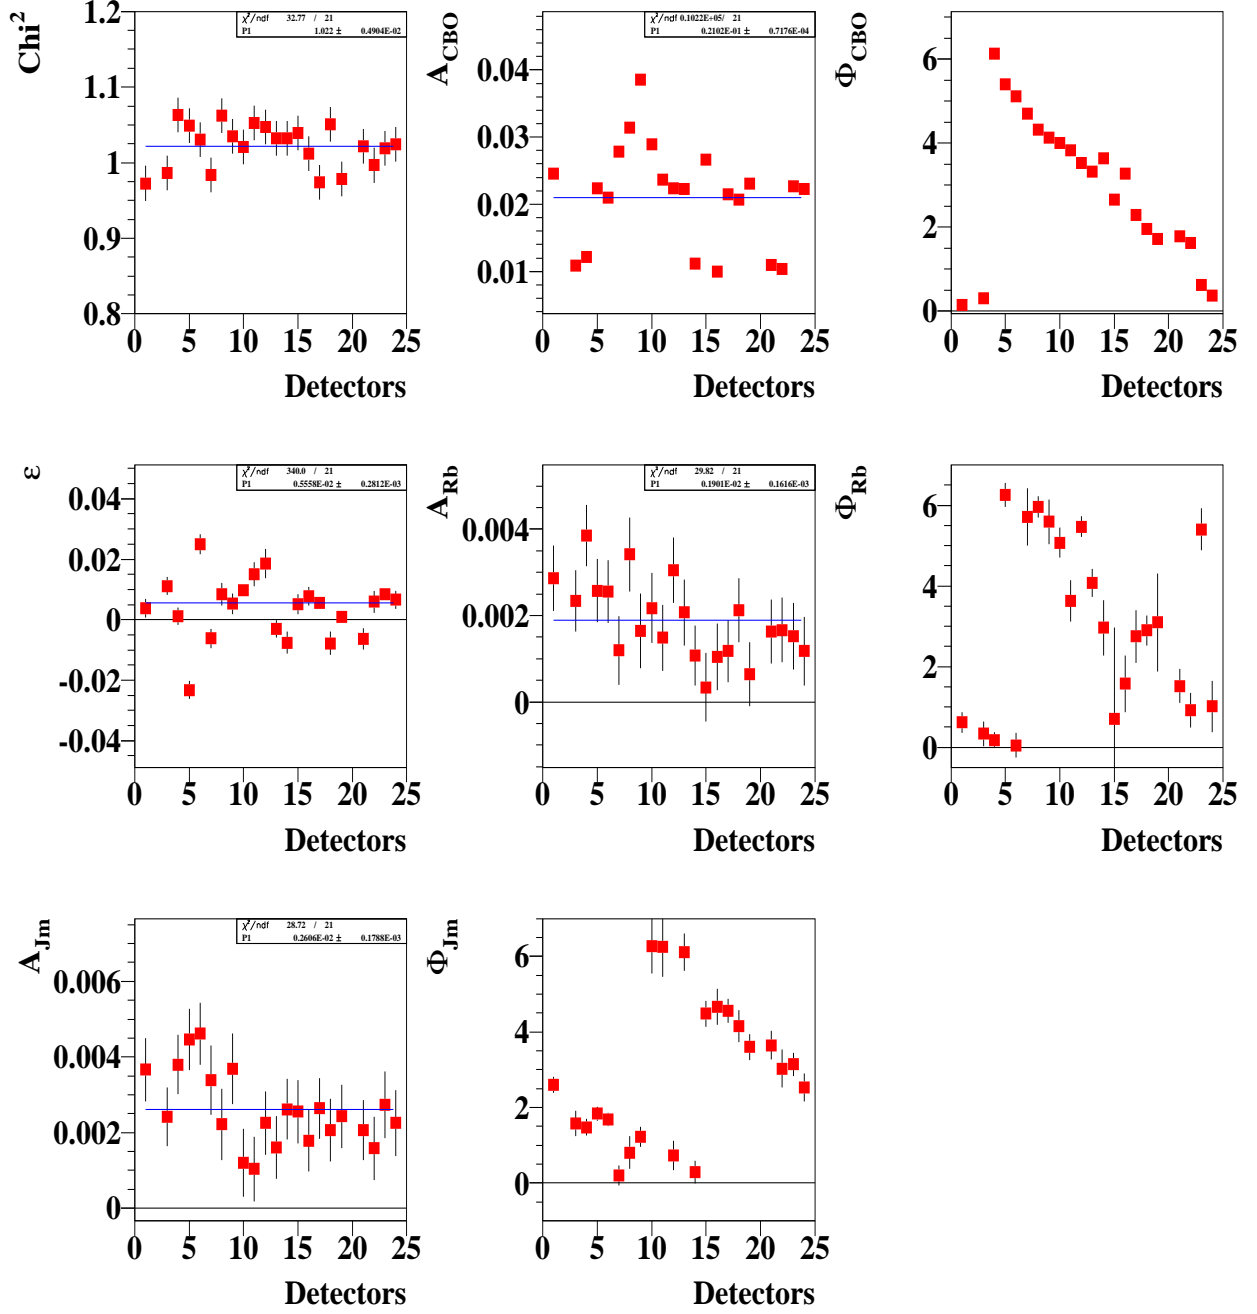 Chi²
1.2
1.1
1
0.9
0.8
χ²/ndf 32.77 / 21
P1 1.022 ± 0.4904E-02
0 5 10 15 20 25
Detectors
A_CBO
0.04
0.03
0.02
0.01
χ²/ndf 0.1022E+05/ 21
P1 0.2102E-01 ± 0.7176E-04
0 5 10 15 20 25
Detectors
Φ_CBO
6
4
2
0
0 5 10 15 20 25
Detectors
ε
0.04
0.02
0
-0.02
-0.04
χ²/ndf 340.0 / 21
P1 0.5558E-02 ± 0.2812E-03
0 5 10 15 20 25
Detectors
A_Rb
0.004
0.002
0
χ²/ndf 29.82 / 21
P1 0.1901E-02 ± 0.1616E-03
0 5 10 15 20 25
Detectors
Φ_Rb
6
4
2
0
0 5 10 15 20 25
Detectors
A_Jm
0.006
0.004
0.002
0
χ²/ndf 28.72 / 21
P1 0.2606E-02 ± 0.1788E-03
0 5 10 15 20 25
Detectors
Φ_Jm
6
4
2
0
0 5 10 15 20 25
Detectors